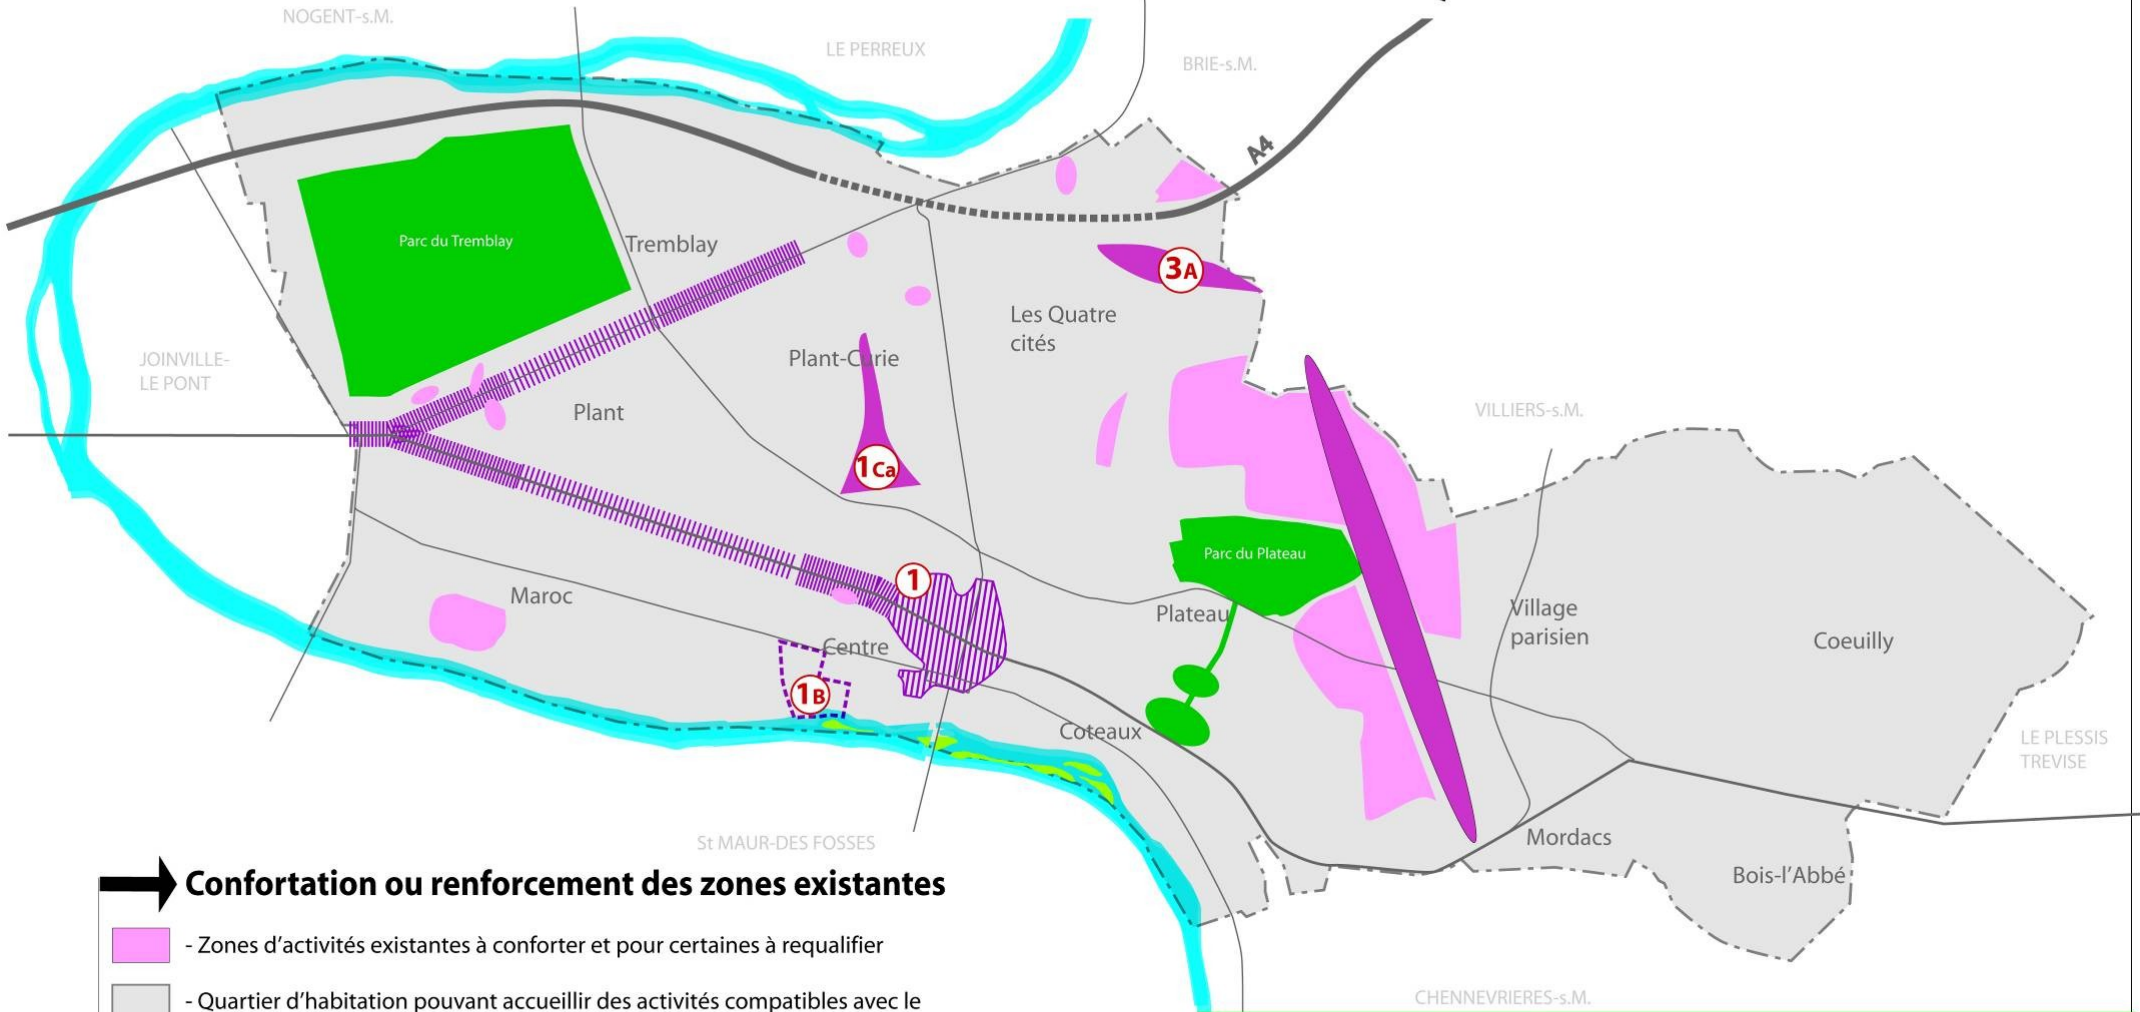 NOGENT-s.M.
LE PERREUX
BRIE-s.M.
A4
Parc du Tremblay
Tremblay
3A
Les Quatre
cités
JOINVILLE-
LE PONT
Plant-Curie
Plant
VILLIERS-s.M.
1Ca
Parc du Plateau
1
Maroc
Plateau
Village
parisien
Centre
Coeuilly
1B
Coteaux
LE PLESSIS
TREVISE
St MAUR-DES FOSSES
Mordacs
Bois-l'Abbé
Confortation ou renforcement des zones existantes
- Zones d'activités existantes à conforter et pour certaines à requalifier
- Quartier d'habitation pouvant accueillir des activités compatibles avec le
CHENNEVRIERES-s.M.